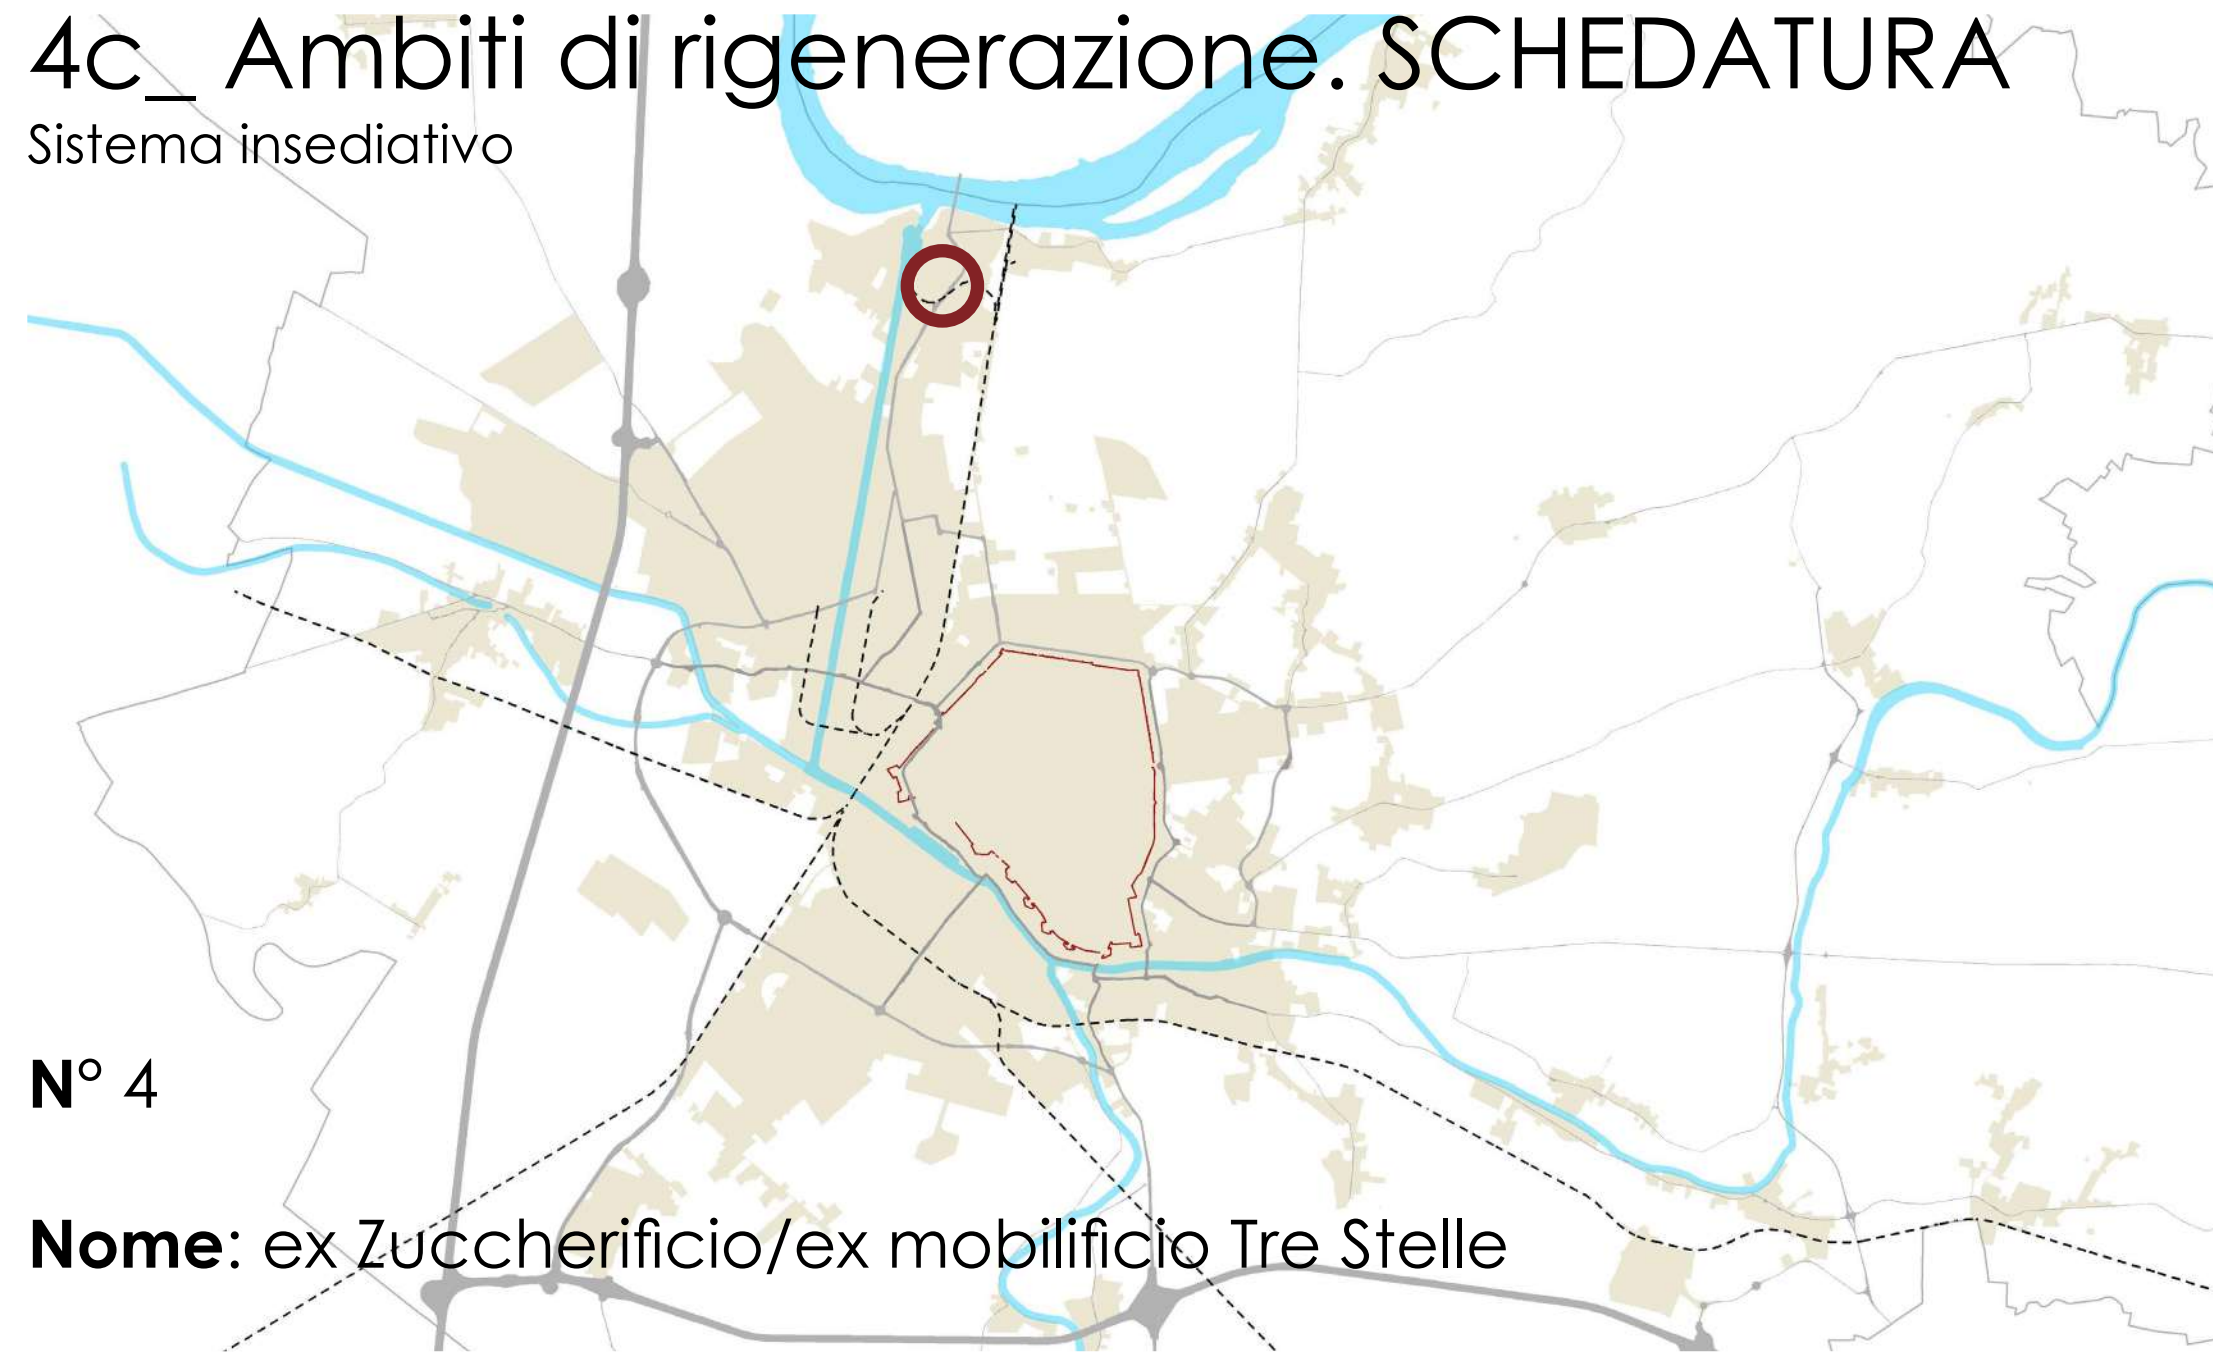 4c_ Ambiti di rigenerazione. SCHEDATURA
Sistema insediativo
N° 4
Nome: ex Zuccherificio/ex mobilificio Tre Stelle